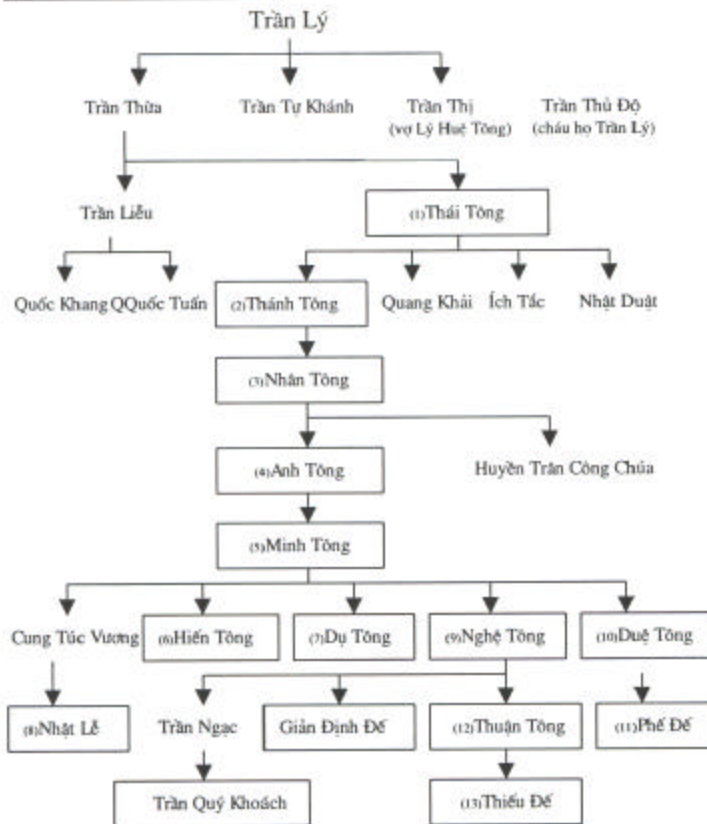 Trần Lý
Trần Thừa Trần Tự Khánh Trần Thị Trần Thủ Độ
(vợ Lý Huệ Tông) (cháu họ Trần Lý)
Trần Liễu (1)Thái Tông
Quốc Khang QQuốc Tuấn (2)Thánh Tông Quang Khải Ích Tắc Nhật Duật
(3)Nhân Tông
(4)Anh Tông Huyền Trân Công Chúa
(5)Minh Tông
Cung Túc Vương (6)Hiến Tông (7)Dụ Tông (9)Nghệ Tông (10)Duệ Tông
(8)Nhật Lễ Trần Ngạc Giản Định Đế (12)Thuận Tông (11)Phế Đế
Trần Quý Khoách (13)Thiếu Đế